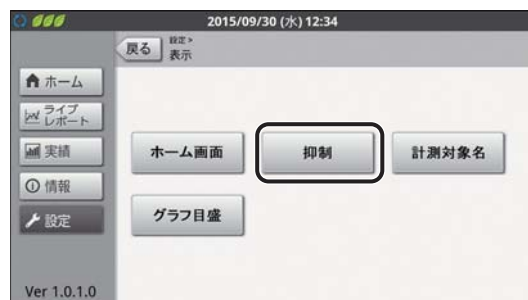 2015/09/30 (水) 12:34
戻る
設定 >
表示
ホーム
ライブ
レポート
実績
情報
設定
ホーム画面
抑制
計測対象名
グラフ目盛
Ver 1.0.1.0